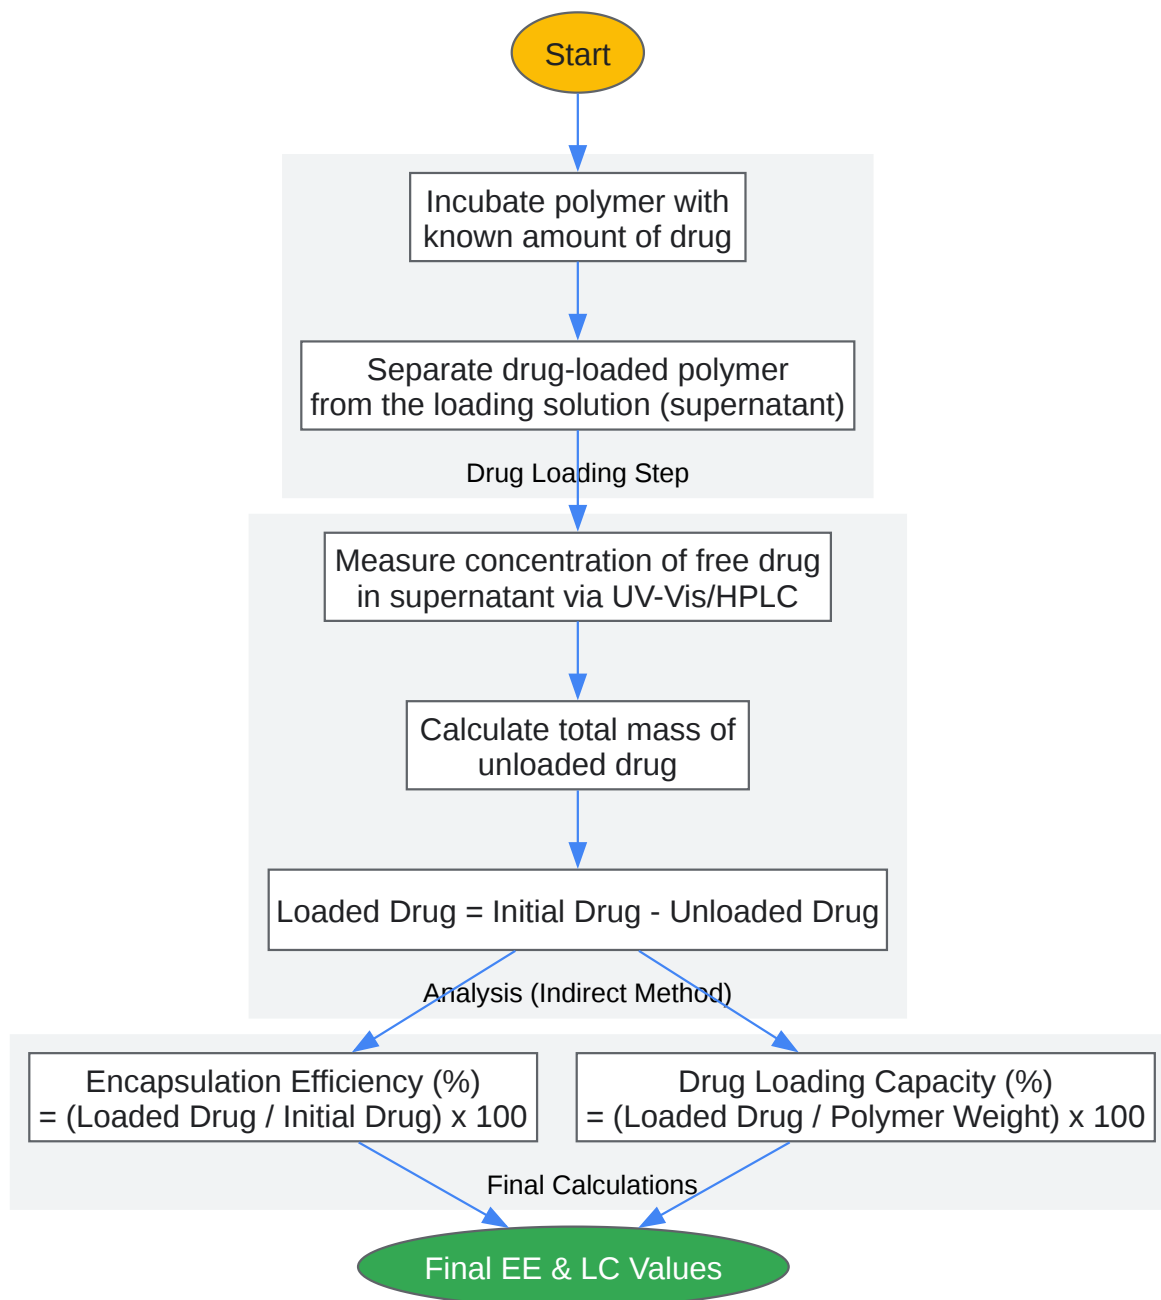 Start
Incubate polymer with
known amount of drug
Separate drug-loaded polymer
from the loading solution (supernatant)
Drug Loading Step
Measure concentration of free drug
in supernatant via UV-Vis/HPLC
Calculate total mass of
unloaded drug
Loaded Drug = Initial Drug - Unloaded Drug
Analysis (Indirect Method)
Encapsulation Efficiency (%)
= (Loaded Drug / Initial Drug) x 100
Drug Loading Capacity (%)
= (Loaded Drug / Polymer Weight) x 100
Final Calculations
Final EE & LC Values